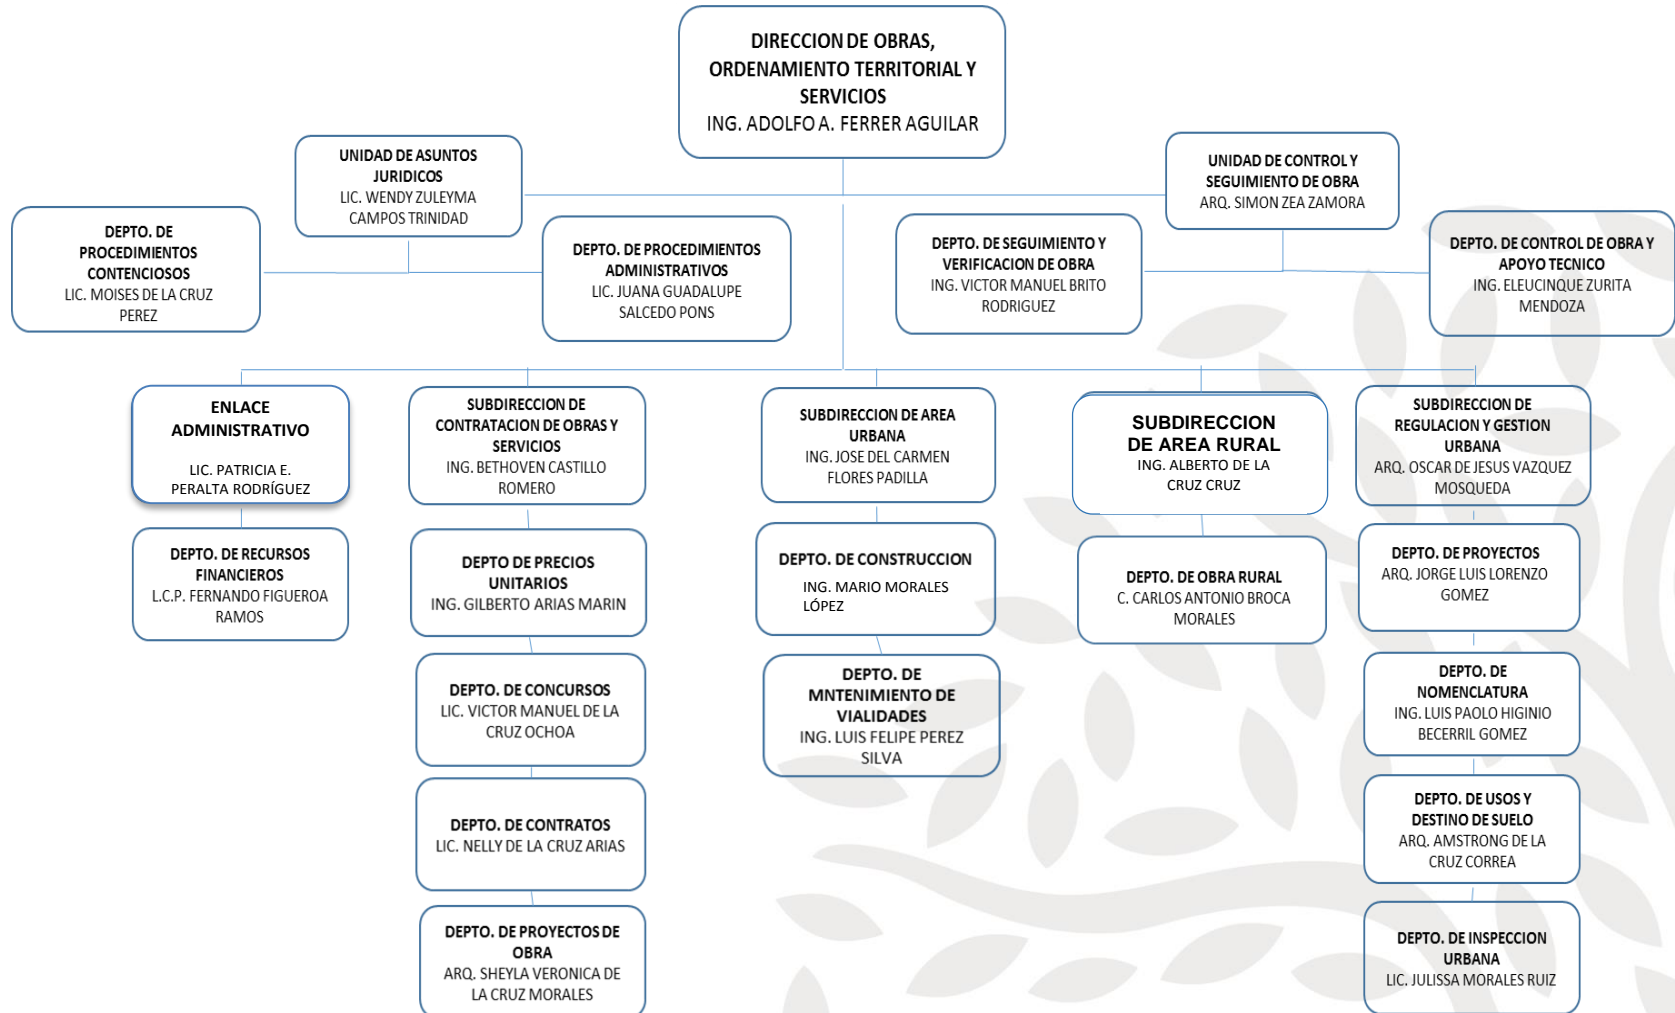 DIRECCION DE OBRAS,
ORDENAMIENTO TERRITORIAL Y
SERVICIOS
ING. ADOLFO A. FERRER AGUILAR
UNIDAD DE ASUNTOS
JURIDICOS
LIC. WENDY ZULEYMA
CAMPOS TRINIDAD
UNIDAD DE CONTROL Y
SEGUIMIENTO DE OBRA
ARQ. SIMON ZEA ZAMORA
DEPTO. DE
PROCEDIMIENTOS
CONTENCIOSOS
LIC. MOISES DE LA CRUZ
PEREZ
DEPTO. DE PROCEDIMIENTOS
ADMINISTRATIVOS
LIC. JUANA GUADALUPE
SALCEDO PONS
DEPTO. DE SEGUIMIENTO Y
VERIFICACION DE OBRA
ING. VICTOR MANUEL BRITO
RODRIGUEZ
DEPTO. DE CONTROL DE OBRA Y
APOYO TECNICO
ING. ELEUCINQUE ZURITA
MENDOZA
ENLACE
ADMINISTRATIVO
LIC. PATRICIA E.
PERALTA RODRÍGUEZ
SUBDIRECCION DE
CONTRATACION DE OBRAS Y
SERVICIOS
ING. BETHOVEN CASTILLO
ROMERO
SUBDIRECCION DE AREA
URBANA
ING. JOSE DEL CARMEN
FLORES PADILLA
SUBDIRECCION
DE AREA RURAL
ING. ALBERTO DE LA
CRUZ CRUZ
SUBDIRECCION DE
REGULACION Y GESTION
URBANA
ARQ. OSCAR DE JESUS VAZQUEZ
MOSQUEDA
DEPTO. DE RECURSOS
FINANCIEROS
L.C.P. FERNANDO FIGUEROA
RAMOS
DEPTO DE PRECIOS
UNITARIOS
ING. GILBERTO ARIAS MARIN
DEPTO. DE CONSTRUCCION
ING. MARIO MORALES
LÓPEZ
DEPTO. DE OBRA RURAL
C. CARLOS ANTONIO BROCA
MORALES
DEPTO. DE PROYECTOS
ARQ. JORGE LUIS LORENZO
GOMEZ
DEPTO. DE CONCURSOS
LIC. VICTOR MANUEL DE LA
CRUZ OCHOA
DEPTO. DE
MNTENIMIENTO DE
VIALIDADES
ING. LUIS FELIPE PEREZ
SILVA
DEPTO. DE
NOMENCLATURA
ING. LUIS PAOLO HIGINIO
BECERRIL GOMEZ
DEPTO. DE CONTRATOS
LIC. NELLY DE LA CRUZ ARIAS
DEPTO. DE USOS Y
DESTINO DE SUELO
ARQ. AMSTRONG DE LA
CRUZ CORREA
DEPTO. DE PROYECTOS DE
OBRA
ARQ. SHEYLA VERONICA DE
LA CRUZ MORALES
DEPTO. DE INSPECCION
URBANA
LIC. JULISSA MORALES RUIZ